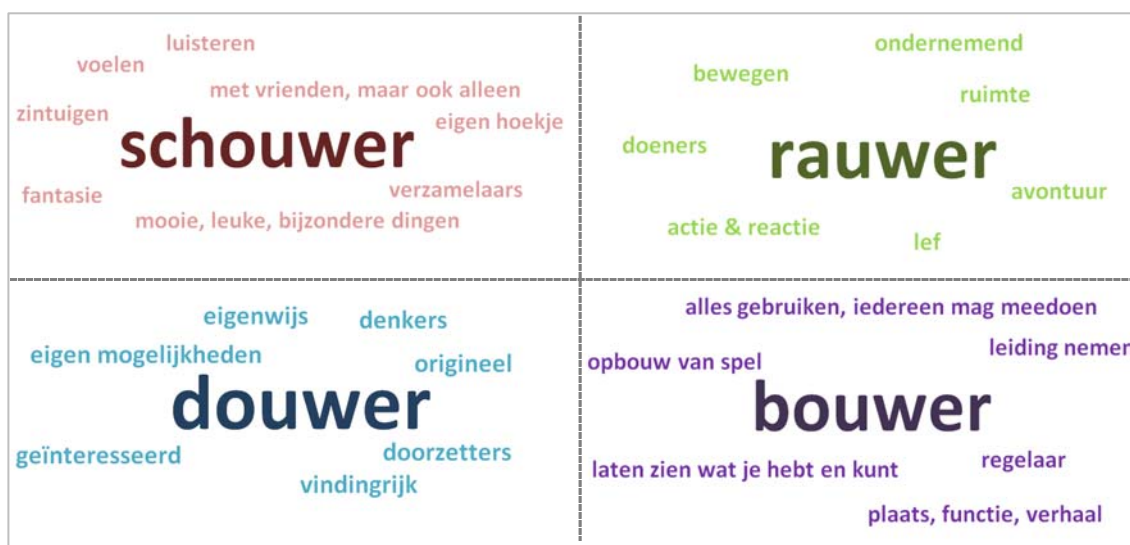 luisteren
voelen
met vrienden, maar ook alleen
zintuigen
eigen hoekje
schouwer
verzamelaars
fantasie
mooie, leuke, bijzondere dingen
ondernemend
bewegen
ruimte
doeners
rauwer
avontuur
actie & reactie
lef
eigenwijs
denkers
eigen mogelijkheden
origineel
douwer
geïnteresseerd
doorzetters
vindingrijk
alles gebruiken, iedereen mag meedoen
leiding nemen
opbouw van spel
bouwer
laten zien wat je hebt en kunt
regelaar
plaats, functie, verhaal